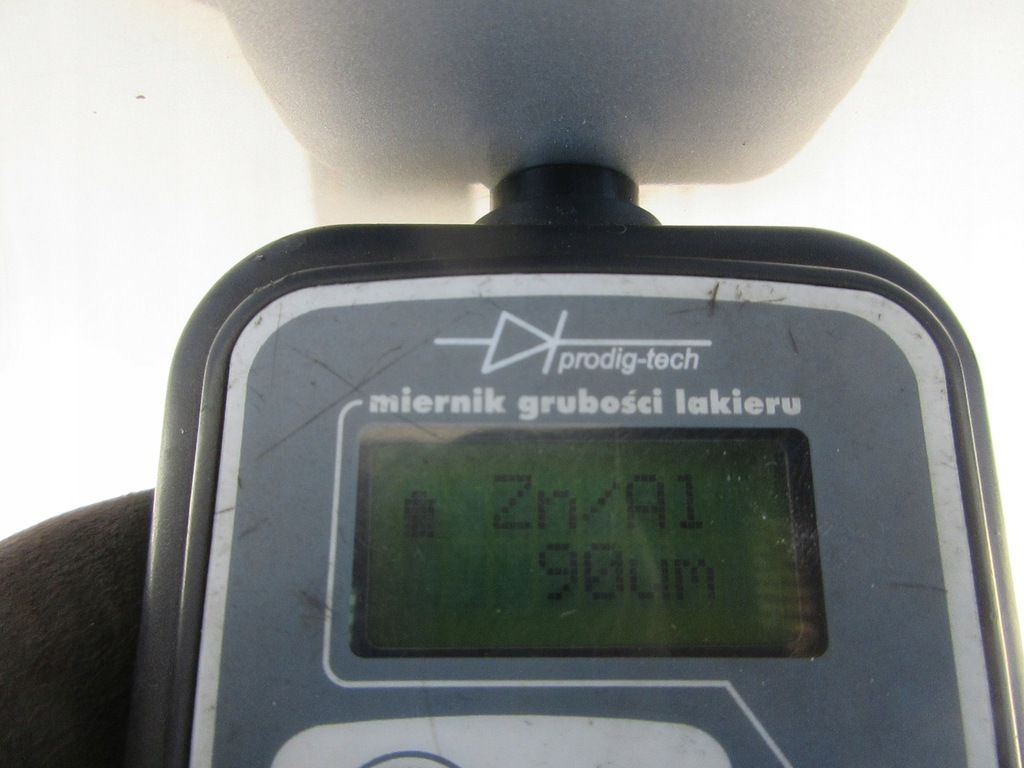 prodig-tech
miernik grubości lakieru
Zn/Al
90um